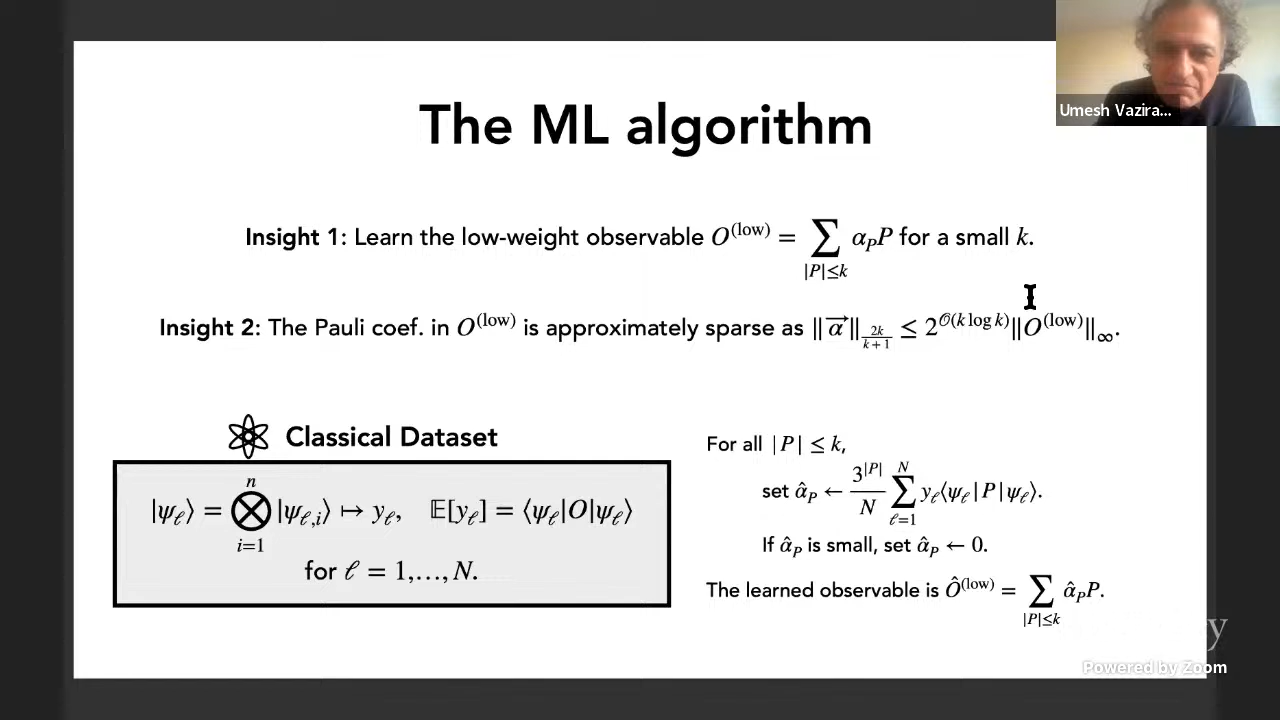 Umesh Vazira...
The ML algorithm
Insight 1: Learn the low-weight observable O^(low) = ∑_{|P|≤k} α_P P for a small k.
Insight 2: The Pauli coef. in O^(low) is approximately sparse as ‖α⃗‖_{2k/(k+1)} ≤ 2^{𝒪(k log k)} ‖O^(low)‖_∞.
Classical Dataset
|ψ_ℓ⟩ = ⨂_{i=1}^{n} |ψ_{ℓ,i}⟩ ↦ y_ℓ, 𝔼[y_ℓ] = ⟨ψ_ℓ|O|ψ_ℓ⟩
for ℓ = 1,…,N.
For all |P| ≤ k,
set α̂_P ← 3^{|P|}/N ∑_{ℓ=1}^{N} y_ℓ⟨ψ_ℓ|P|ψ_ℓ⟩.
If α̂_P is small, set α̂_P ← 0.
The learned observable is Ô^(low) = ∑_{|P|≤k} α̂_P P.
y
Powered by Zoom